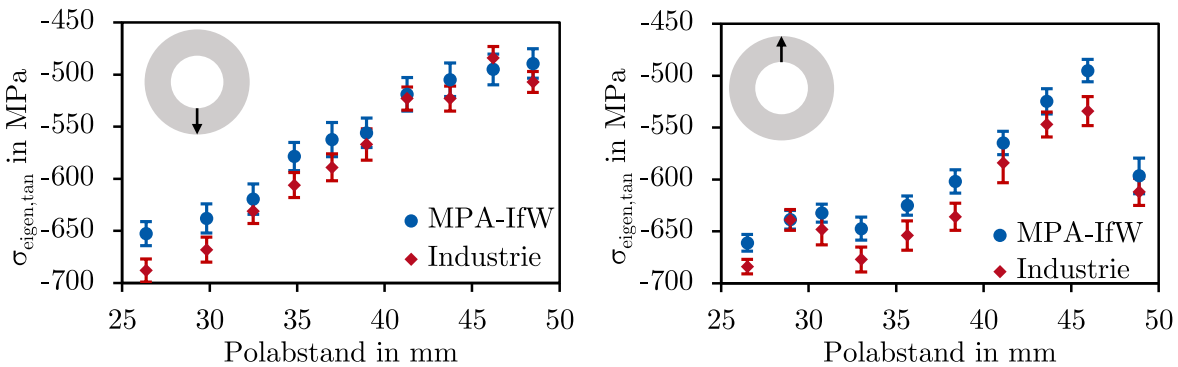 -450
-500
-550
-600
-650
-700
σeigen,tan in MPa
MPA-IfW
Industrie
25 30 35 40 45 50
Polabstand in mm
-450
-500
-550
-600
-650
-700
σeigen,tan in MPa
MPA-IfW
Industrie
25 30 35 40 45 50
Polabstand in mm